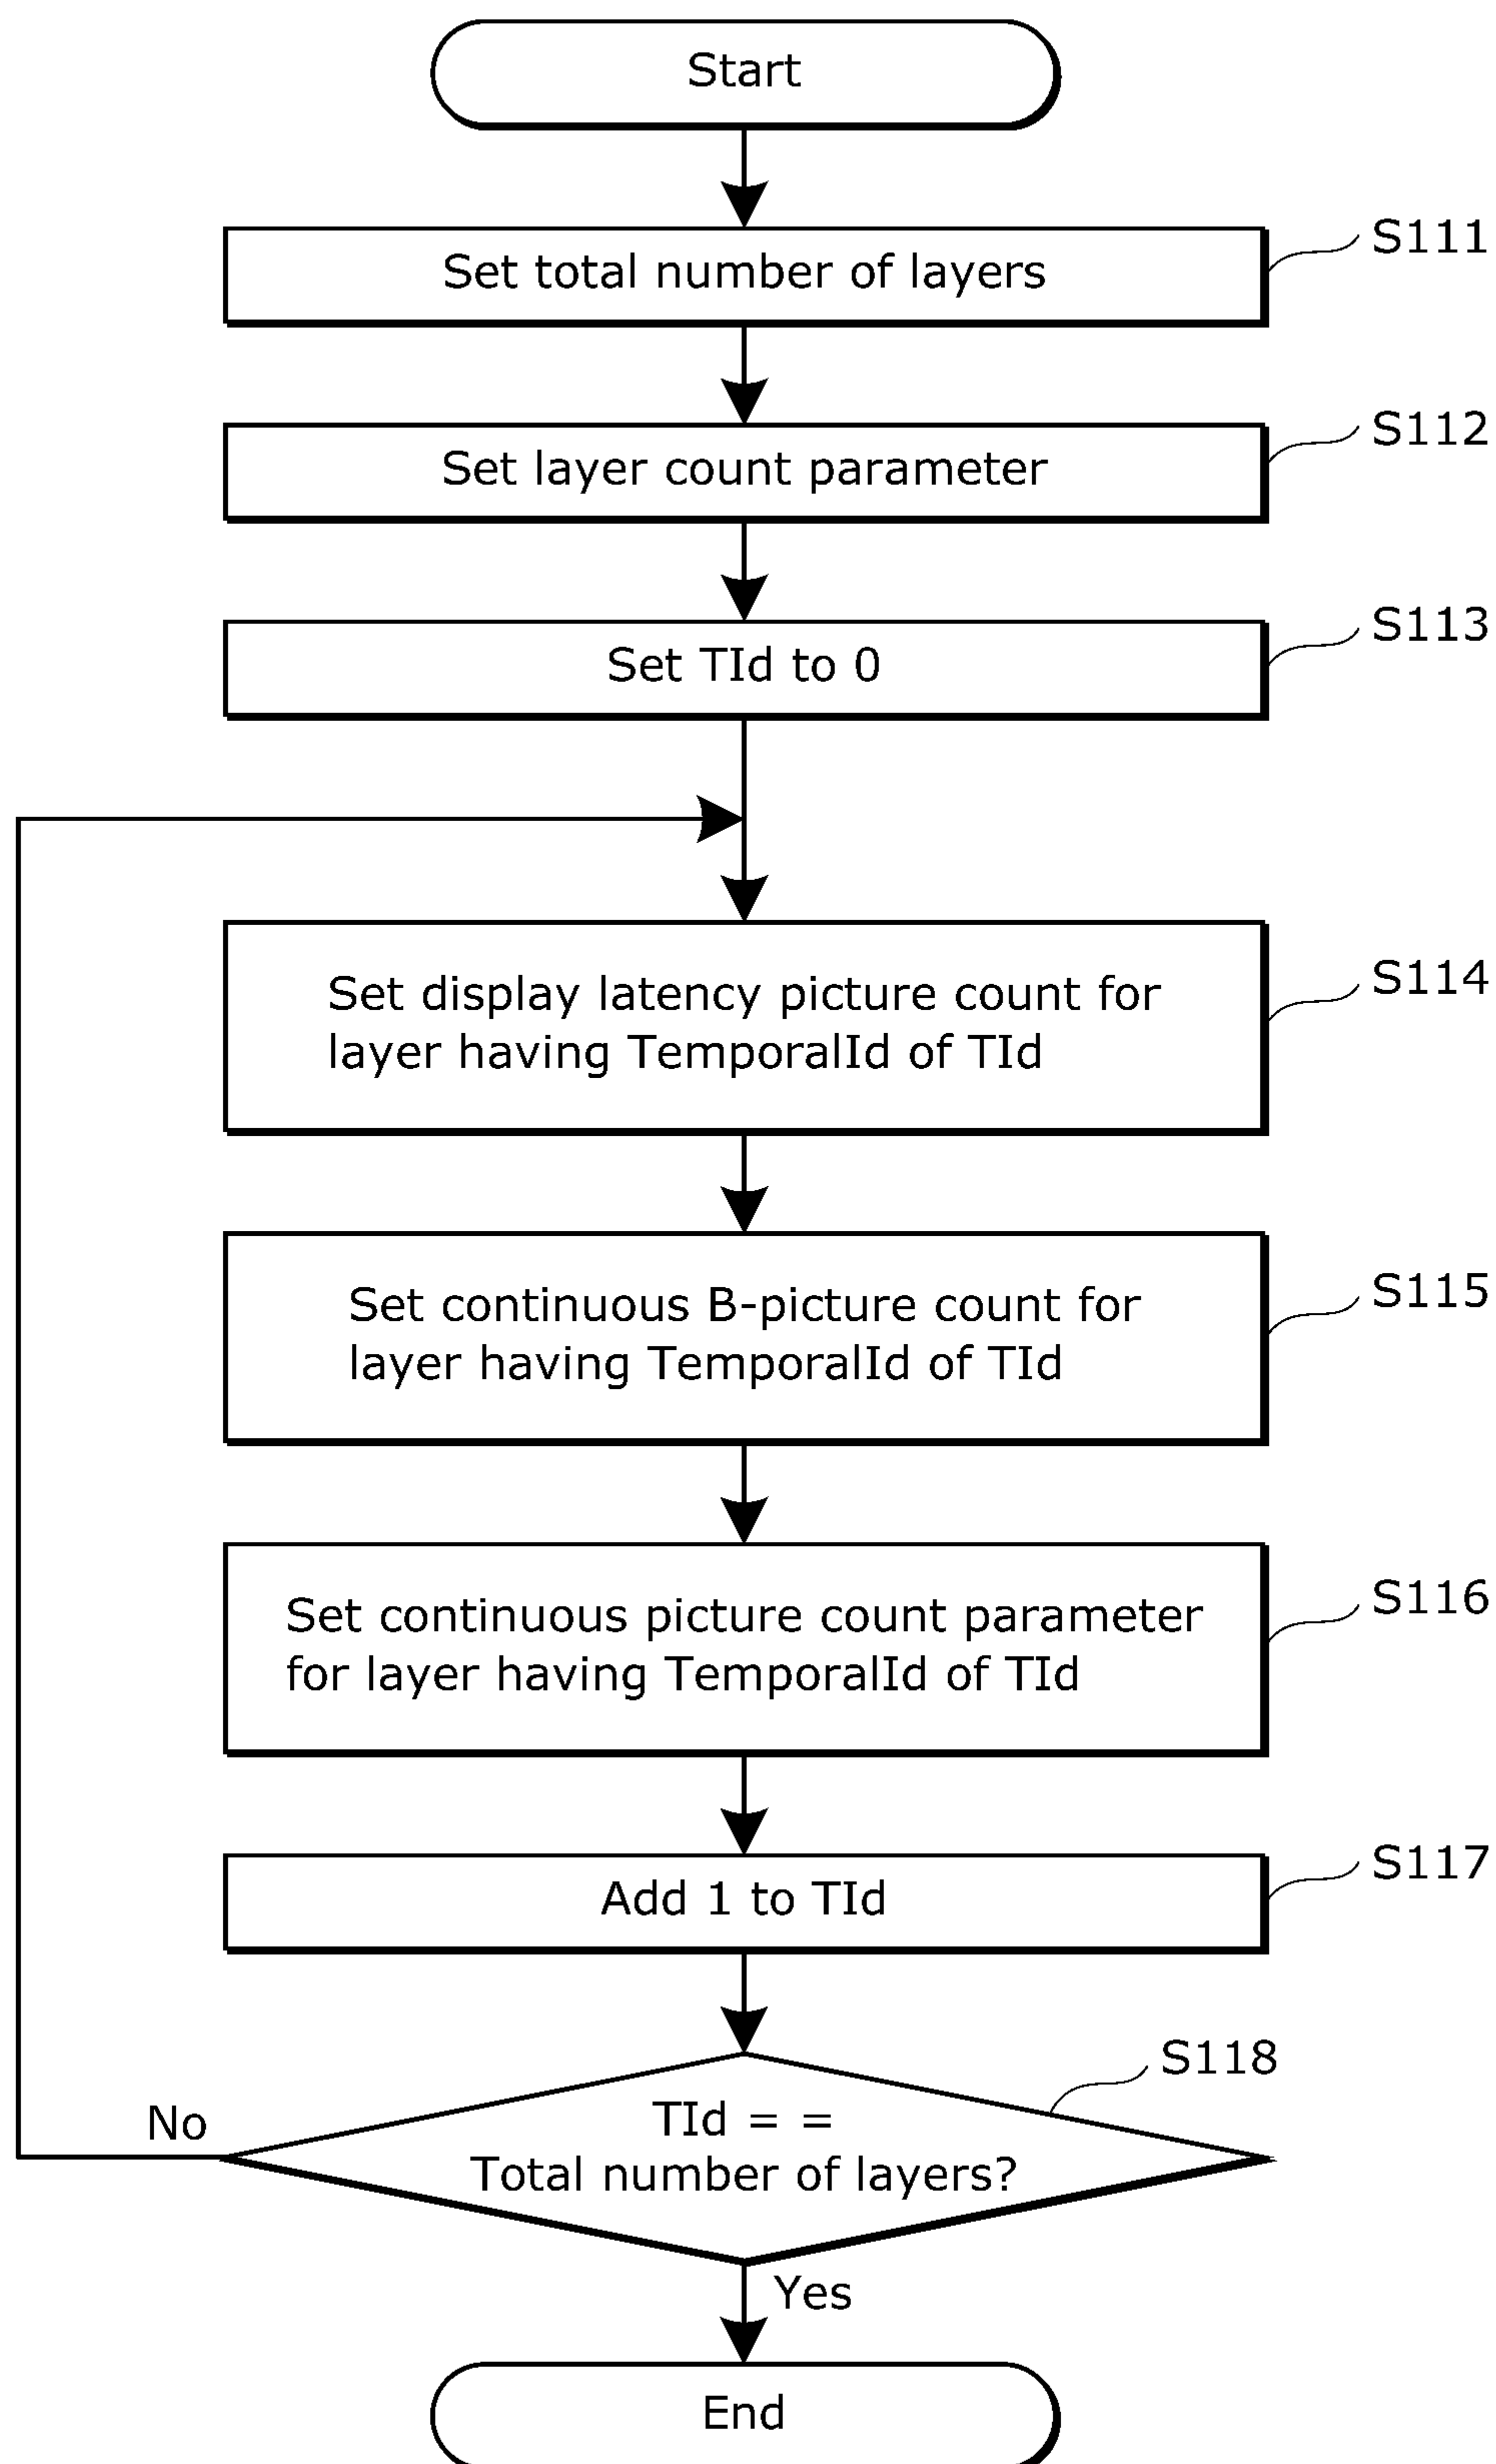 Start
Set total number of layers
S111
Set layer count parameter
S112
Set TId to 0
S113
Set display latency picture count for
layer having TemporalId of TId
S114
Set continuous B-picture count for
layer having TemporalId of TId
S115
Set continuous picture count parameter
for layer having TemporalId of TId
S116
Add 1 to TId
S117
S118
TId = =
Total number of layers?
No
Yes
End